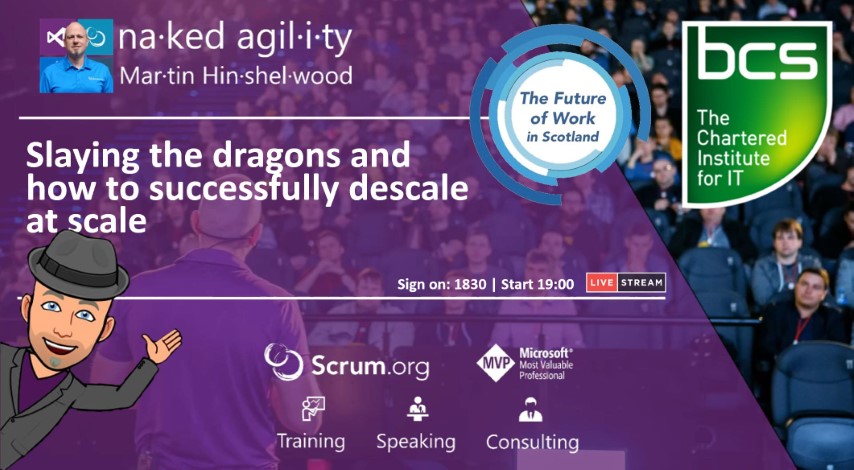 na·ked agil·i·ty
Mar·tin Hin·shel·wood
The Future
of Work
in Scotland
bcs
The
Chartered
Institute
for IT
Slaying the dragons and
how to successfully descale
at scale
Sign on: 1830 | Start 19:00 LIVE STREAM
Scrum.org
MVP
Microsoft®
Most Valuable
Professional
Training Speaking Consulting